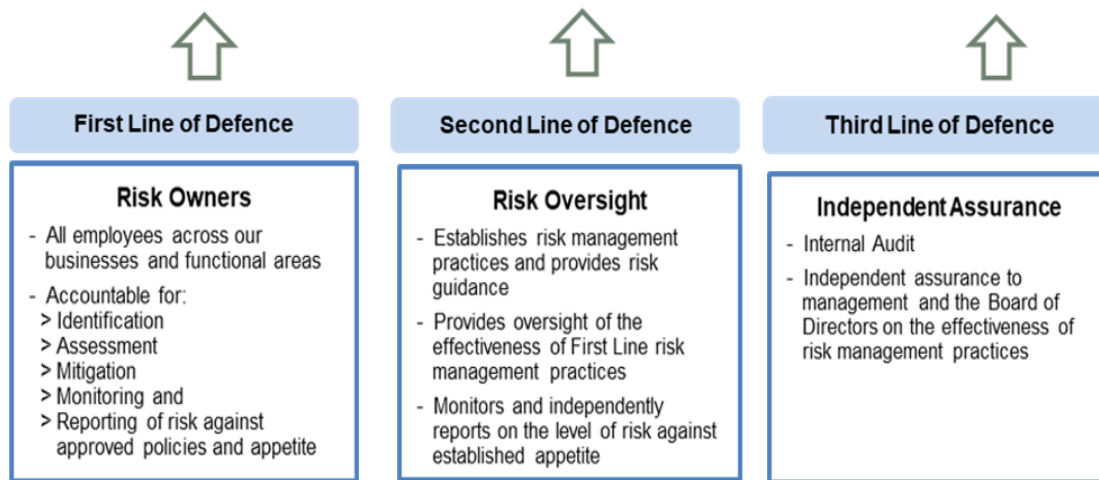 First Line of Defence
Risk Owners
- All employees across our
businesses and functional areas
- Accountable for:
> Identification
> Assessment
> Mitigation
> Monitoring and
> Reporting of risk against
approved policies and appetite
Second Line of Defence
Risk Oversight
- Establishes risk management
practices and provides risk
guidance
- Provides oversight of the
effectiveness of First Line risk
management practices
- Monitors and independently
reports on the level of risk against
established appetite
Third Line of Defence
Independent Assurance
- Internal Audit
- Independent assurance to
management and the Board of
Directors on the effectiveness of
risk management practices